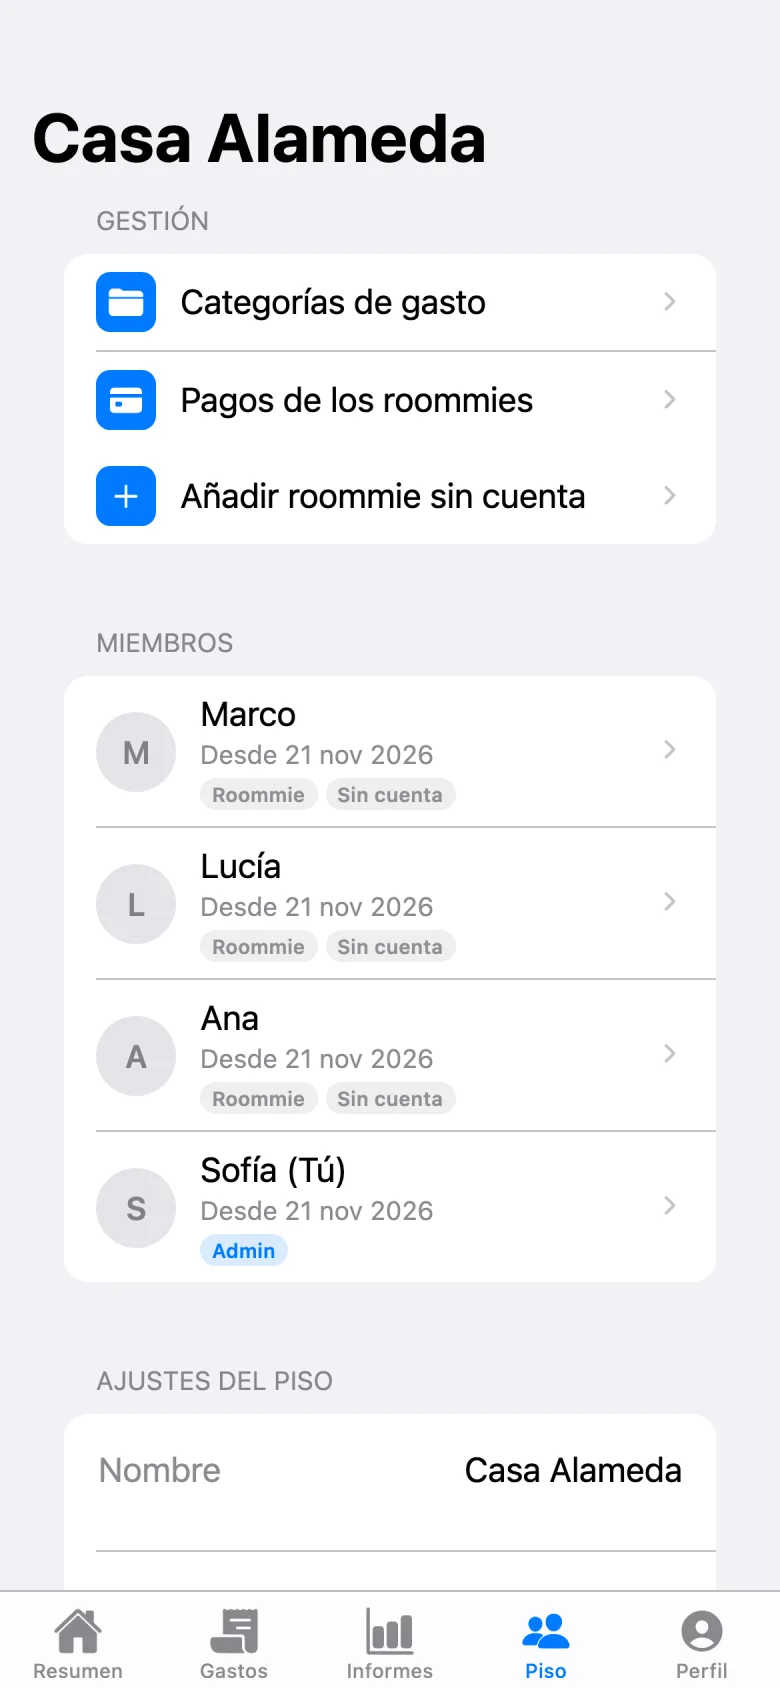 Casa Alameda
GESTIÓN
Categorías de gasto
Pagos de los roommies
Añadir roommie sin cuenta
MIEMBROS
M
Marco
Desde 21 nov 2026
Roommie Sin cuenta
L
Lucía
Desde 21 nov 2026
Roommie Sin cuenta
A
Ana
Desde 21 nov 2026
Roommie Sin cuenta
S
Sofía (Tú)
Desde 21 nov 2026
Admin
AJUSTES DEL PISO
Nombre Casa Alameda
Resumen Gastos Informes Piso Perfil